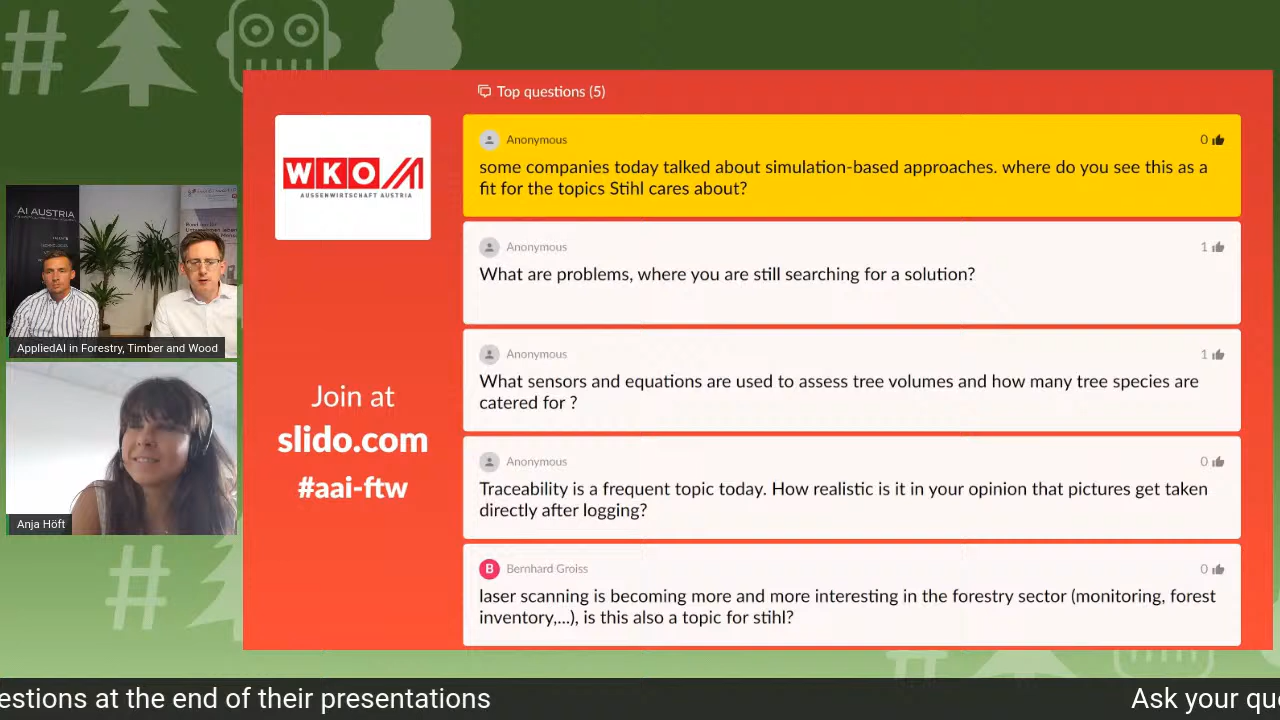 Top questions (5)
WKO
AUSSENWIRTSCHAFT AUSTRIA
Join at
slido.com
#aai-ftw
Anonymous
0
some companies today talked about simulation-based approaches. where do you see this as a
fit for the topics Stihl cares about?
Anonymous
1
What are problems, where you are still searching for a solution?
Anonymous
1
What sensors and equations are used to assess tree volumes and how many tree species are
catered for ?
Anonymous
0
Traceability is a frequent topic today. How realistic is it in your opinion that pictures get taken
directly after logging?
B
Bernhard Groiss
0
laser scanning is becoming more and more interesting in the forestry sector (monitoring, forest
inventory,...), is this also a topic for stihl?
AI AUSTRIA
AppliedAI in Forestry, Timber and Wood
Anja Höft
#
#
estions at the end of their presentations
Ask your que